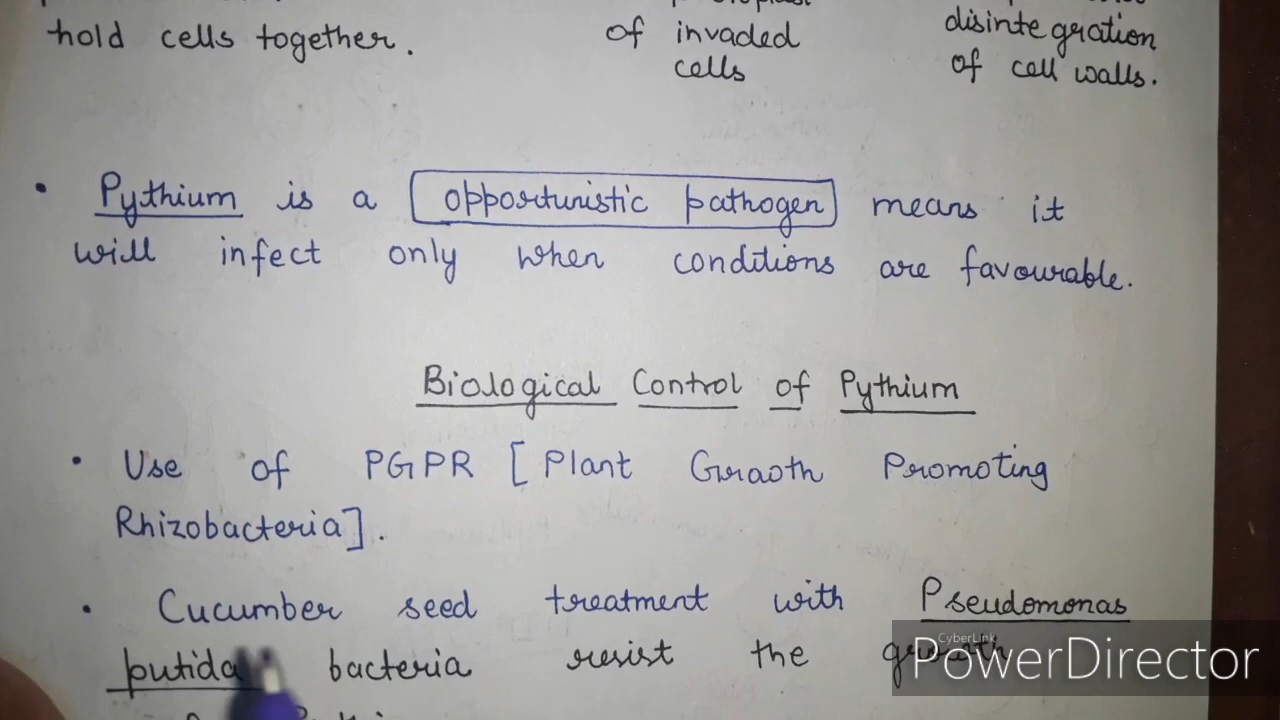 hold cells together.
of invaded
cells
disintegration
of cell walls.
• Pythium is a opportunistic pathogen means it
will infect only when conditions are favourable.
Biological Control of Pythium
• Use of PGPR [Plant Growth Promoting
Rhizobacteria].
• Cucumber seed treatment with Pseudomonas
putida bacteria resist the growth
CyberLink
PowerDirector